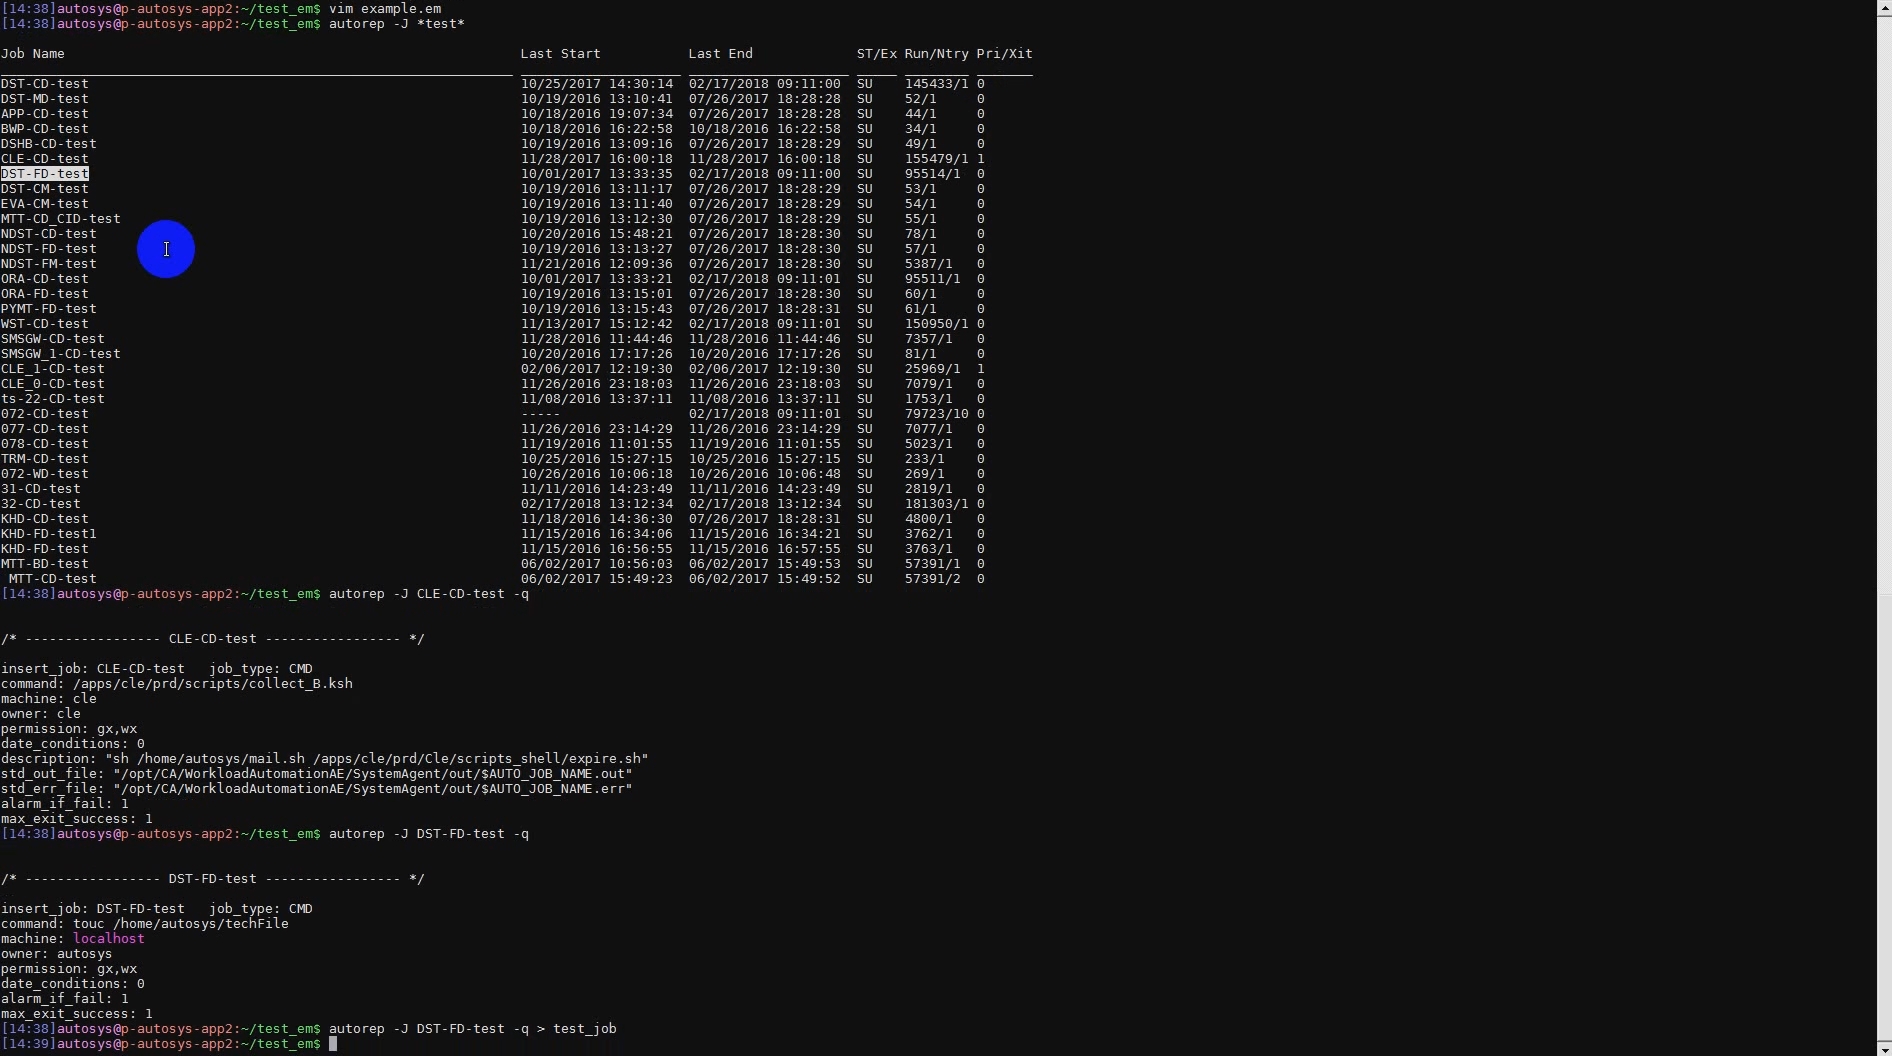 [14:38]autosys@p-autosys-app2:~/test_em$ vim example.em
[14:38]autosys@p-autosys-app2:~/test_em$ autorep -J *test*
Job Name Last Start Last End ST/Ex Run/Ntry Pri/Xit
DST-CD-test 10/25/2017 14:30:14 02/17/2018 09:11:00 SU 145433/1 0
DST-MD-test 10/19/2016 13:10:41 07/26/2017 18:28:28 SU 52/1 0
APP-CD-test 10/18/2016 19:07:34 07/26/2017 18:28:28 SU 44/1 0
BWP-CD-test 10/18/2016 16:22:58 10/18/2016 16:22:58 SU 34/1 0
DSHB-CD-test 10/19/2016 13:09:16 07/26/2017 18:28:29 SU 49/1 0
CLE-CD-test 11/28/2017 16:00:18 11/28/2017 16:00:18 SU 155479/1 1
DST-FD-test 10/01/2017 13:33:35 02/17/2018 09:11:00 SU 95514/1 0
DST-CM-test 10/19/2016 13:11:17 07/26/2017 18:28:29 SU 53/1 0
EVA-CM-test 10/19/2016 13:11:40 07/26/2017 18:28:29 SU 54/1 0
MTT-CD_CID-test 10/19/2016 13:12:30 07/26/2017 18:28:29 SU 55/1 0
NDST-CD-test 10/20/2016 15:48:21 07/26/2017 18:28:30 SU 78/1 0
NDST-FD-test 10/19/2016 13:13:27 07/26/2017 18:28:30 SU 57/1 0
NDST-FM-test 11/21/2016 12:09:36 07/26/2017 18:28:30 SU 5387/1 0
ORA-CD-test 10/01/2017 13:33:21 02/17/2018 09:11:01 SU 95511/1 0
ORA-FD-test 10/19/2016 13:15:01 07/26/2017 18:28:30 SU 60/1 0
PYMT-FD-test 10/19/2016 13:15:43 07/26/2017 18:28:31 SU 61/1 0
WST-CD-test 11/13/2017 15:12:42 02/17/2018 09:11:01 SU 150950/1 0
SMSGW-CD-test 11/28/2016 11:44:46 11/28/2016 11:44:46 SU 7357/1 0
SMSGW_1-CD-test 10/20/2016 17:17:26 10/20/2016 17:17:26 SU 81/1 0
CLE_1-CD-test 02/06/2017 12:19:30 02/06/2017 12:19:30 SU 25969/1 1
CLE_0-CD-test 11/26/2016 23:18:03 11/26/2016 23:18:03 SU 7079/1 0
ts-22-CD-test 11/08/2016 13:37:11 11/08/2016 13:37:11 SU 1753/1 0
072-CD-test ----- 02/17/2018 09:11:01 SU 79723/10 0
077-CD-test 11/26/2016 23:14:29 11/26/2016 23:14:29 SU 7077/1 0
078-CD-test 11/19/2016 11:01:55 11/19/2016 11:01:55 SU 5023/1 0
TRM-CD-test 10/25/2016 15:27:15 10/25/2016 15:27:15 SU 233/1 0
072-WD-test 10/26/2016 10:06:18 10/26/2016 10:06:48 SU 269/1 0
31-CD-test 11/11/2016 14:23:49 11/11/2016 14:23:49 SU 2819/1 0
32-CD-test 02/17/2018 13:12:34 02/17/2018 13:12:34 SU 181303/1 0
KHD-CD-test 11/18/2016 14:36:30 07/26/2017 18:28:31 SU 4800/1 0
KHD-FD-test1 11/15/2016 16:34:06 11/15/2016 16:34:21 SU 3762/1 0
KHD-FD-test 11/15/2016 16:56:55 11/15/2016 16:57:55 SU 3763/1 0
MTT-BD-test 06/02/2017 10:56:03 06/02/2017 15:49:53 SU 57391/1 0
MTT-CD-test 06/02/2017 15:49:23 06/02/2017 15:49:52 SU 57391/2 0
[14:38]autosys@p-autosys-app2:~/test_em$ autorep -J CLE-CD-test -q
/* ----------------- CLE-CD-test ----------------- */
insert_job: CLE-CD-test job_type: CMD
command: /apps/cle/prd/scripts/collect_B.ksh
machine: cle
owner: cle
permission: gx,wx
date_conditions: 0
description: "sh /home/autosys/mail.sh /apps/cle/prd/Cle/scripts_shell/expire.sh"
std_out_file: "/opt/CA/WorkloadAutomationAE/SystemAgent/out/$AUTO_JOB_NAME.out"
std_err_file: "/opt/CA/WorkloadAutomationAE/SystemAgent/out/$AUTO_JOB_NAME.err"
alarm_if_fail: 1
max_exit_success: 1
[14:38]autosys@p-autosys-app2:~/test_em$ autorep -J DST-FD-test -q
/* ----------------- DST-FD-test ----------------- */
insert_job: DST-FD-test job_type: CMD
command: touc /home/autosys/techFile
machine: localhost
owner: autosys
permission: gx,wx
date_conditions: 0
alarm_if_fail: 1
max_exit_success: 1
[14:38]autosys@p-autosys-app2:~/test_em$ autorep -J DST-FD-test -q > test_job
[14:39]autosys@p-autosys-app2:~/test_em$